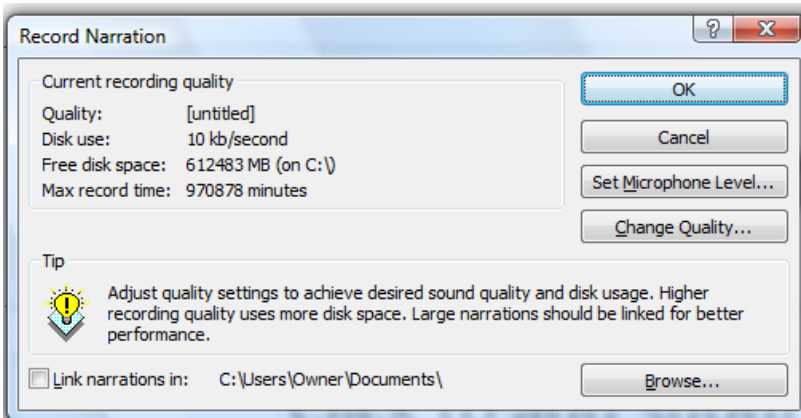 Record Narration
Current recording quality
Quality: [untitled]
Disk use: 10 kb/second
Free disk space: 612483 MB (on C:\)
Max record time: 970878 minutes
OK
Cancel
Set Microphone Level...
Change Quality...
Tip
Adjust quality settings to achieve desired sound quality and disk usage. Higher
recording quality uses more disk space. Large narrations should be linked for better
performance.
Link narrations in: C:\Users\Owner\Documents\
Browse...